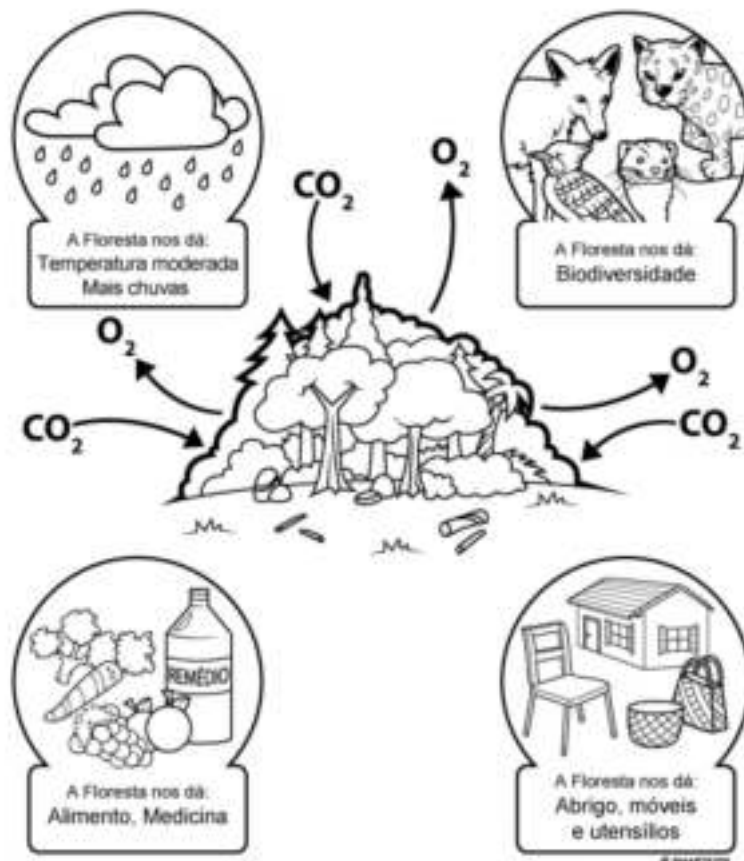 A Floresta nos dá:
Temperatura moderada
Mais chuvas
CO2
O2
A Floresta nos dá:
Biodiversidade
O2
CO2
O2
CO2
REMÉDIO
A Floresta nos dá:
Alimento, Medicina
A Floresta nos dá:
Abrigo, móveis
e utensílios